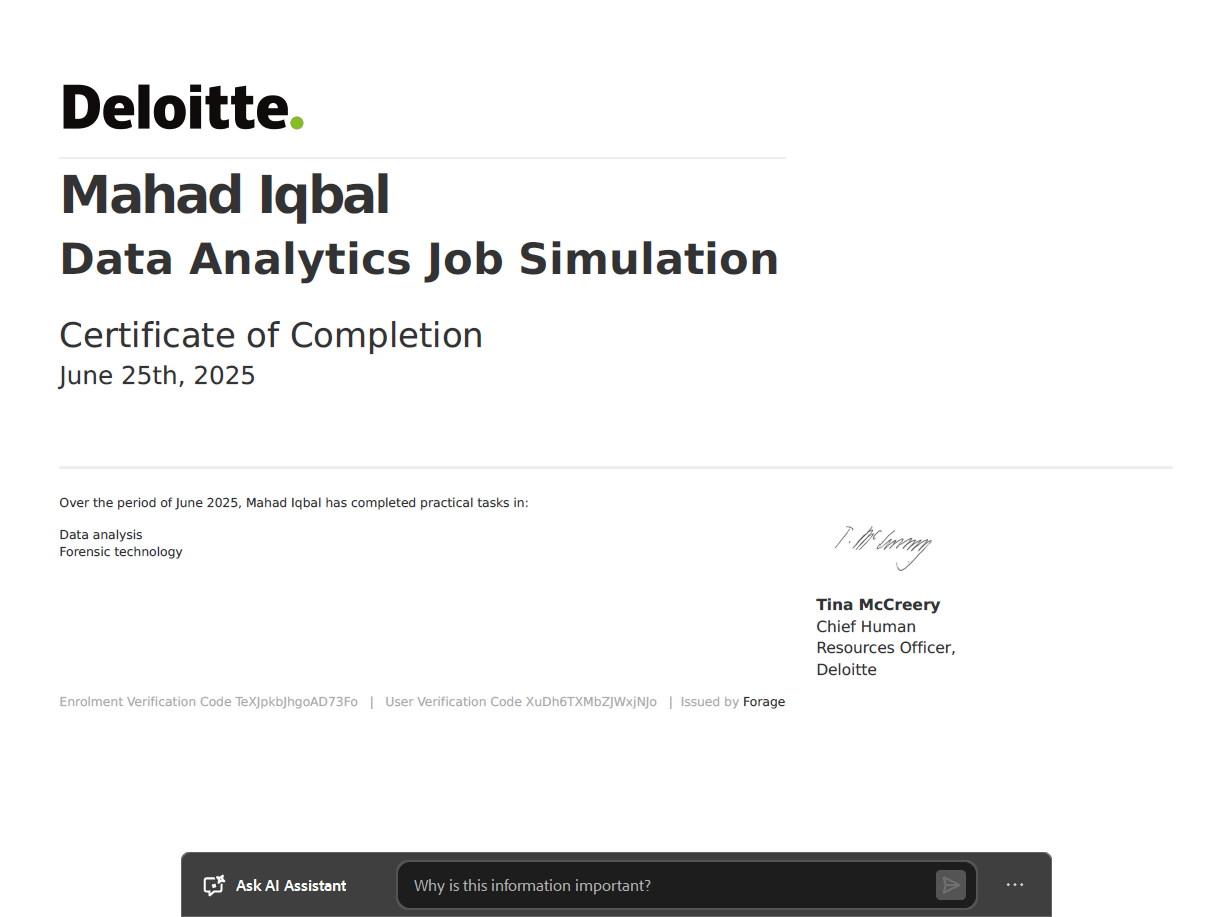 Deloitte.
Mahad Iqbal
Data Analytics Job Simulation
Certificate of Completion
June 25th, 2025
Over the period of June 2025, Mahad Iqbal has completed practical tasks in:
Data analysis
Forensic technology
T. McCreery
Tina McCreery
Chief Human
Resources Officer,
Deloitte
Enrolment Verification Code TeXJpkbJhgoAD73Fo | User Verification Code XuDh6TXMbZJWxjNJo | Issued by Forage
Ask AI Assistant
Why is this information important?